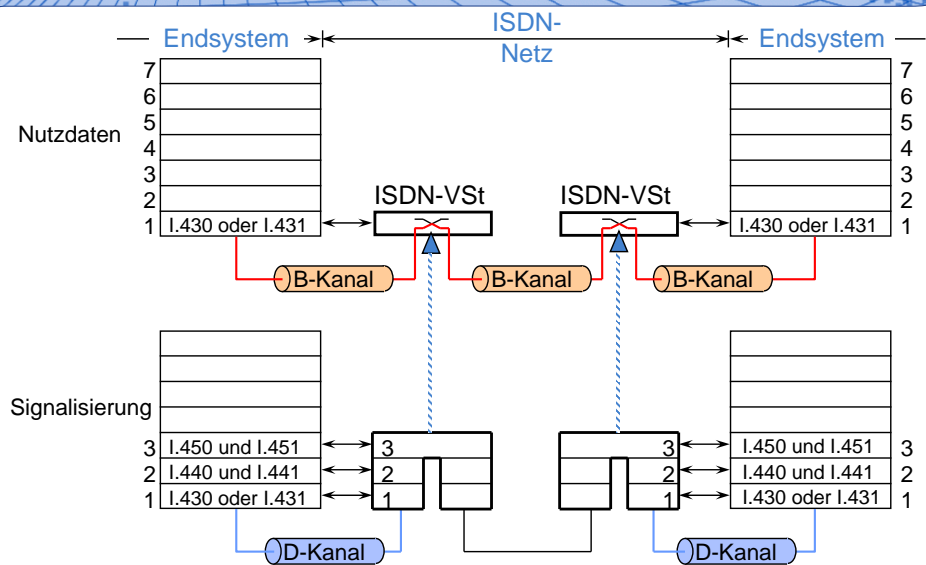 ISDN-
Endsystem Netz Endsystem
7 7
6 6
Nutzdaten 5 5
4 4
3 3
2 ISDN-VSt ISDN-VSt 2
1 I.430 oder I.431 I.430 oder I.431 1
B-Kanal B-Kanal B-Kanal
Signalisierung
3 I.450 und I.451 3 3 I.450 und I.451 3
2 I.440 und I.441 2 2 I.440 und I.441 2
1 I.430 oder I.431 1 1 I.430 oder I.431 1
D-Kanal D-Kanal